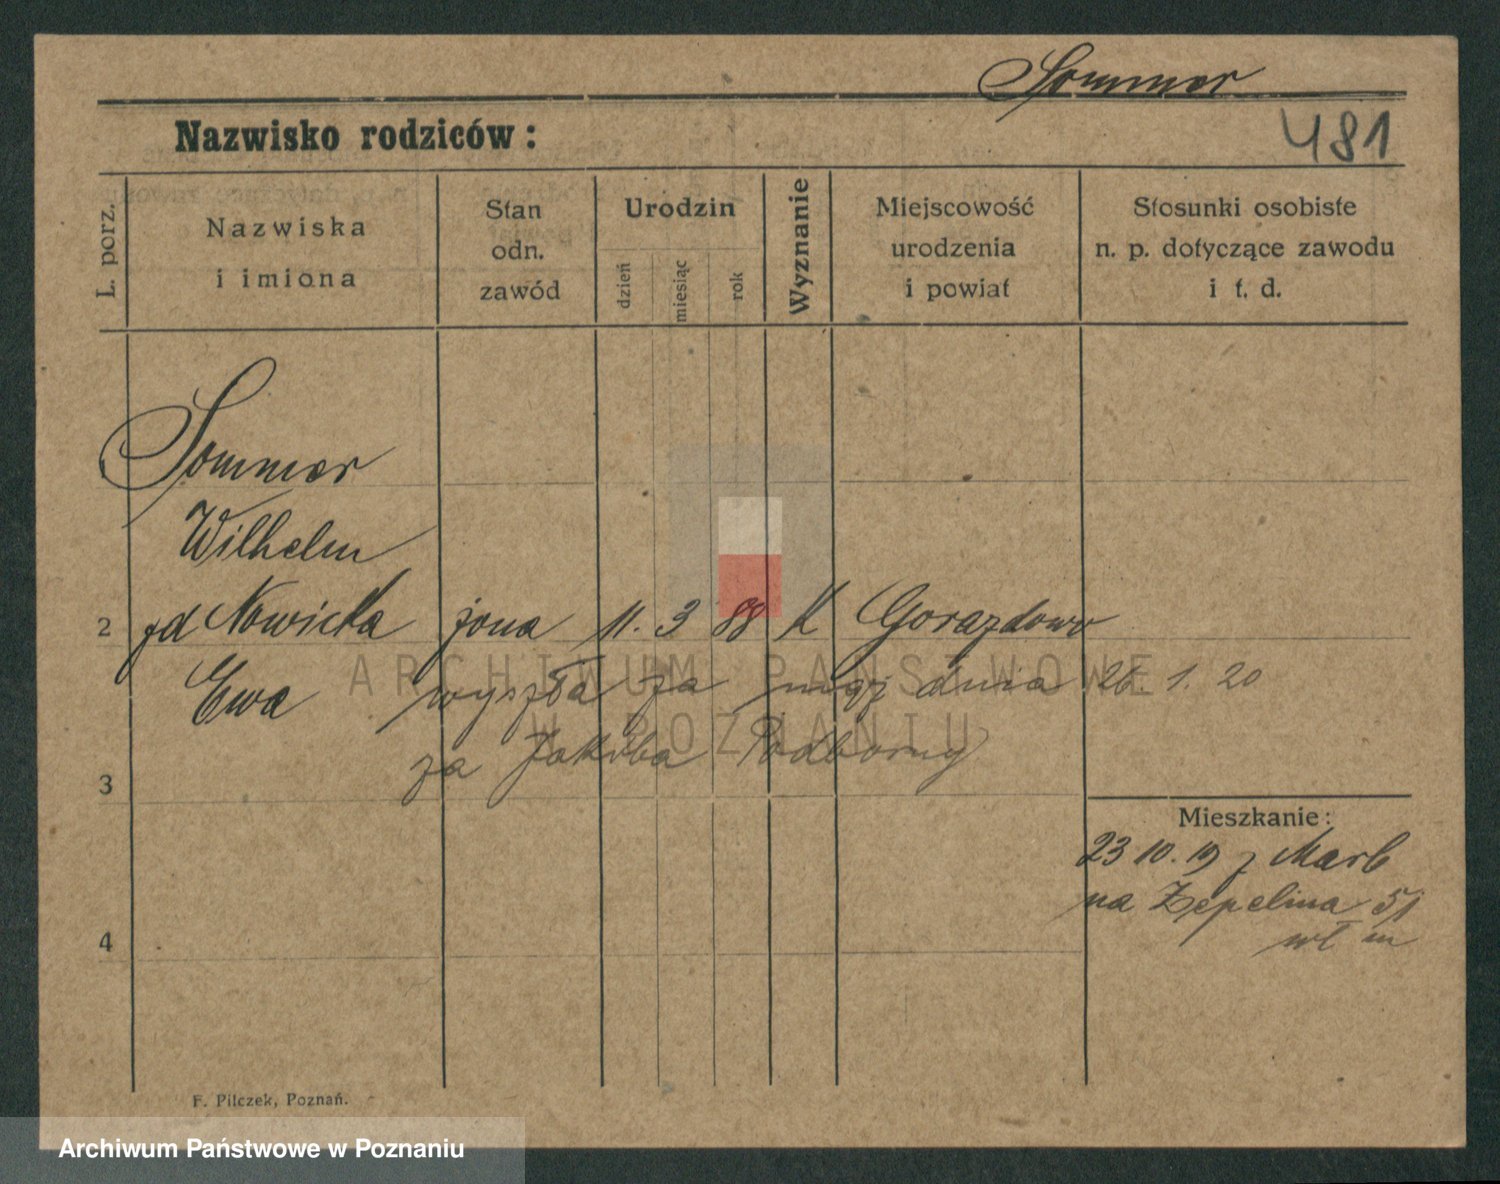 Sommer
Nazwisko rodziców:
481
L. porz.
Nazwiska
i imiona
Stan
odn.
zawód
Urodzin
dzień
miesiąc
rok
Wyznanie
Miejscowość
urodzenia
i powiat
Stosunki osobiste
n. p. dotyczące zawodu
i t. d.
Sommer
Wilhelm
2 zd Nowicka żona 11. 3 88 K Gorazdowo
Ewa wyszła za mąż dnia 26. 1. 20
za Jakóba Podborny
3
Mieszkanie:
23 10. 19 z Marb
na Zepelina 51
4
wł m
F. Pilczek, Poznań.
ARCHIWUM PAŃSTWOWE
W POZNANIU
Archiwum Państwowe w Poznaniu